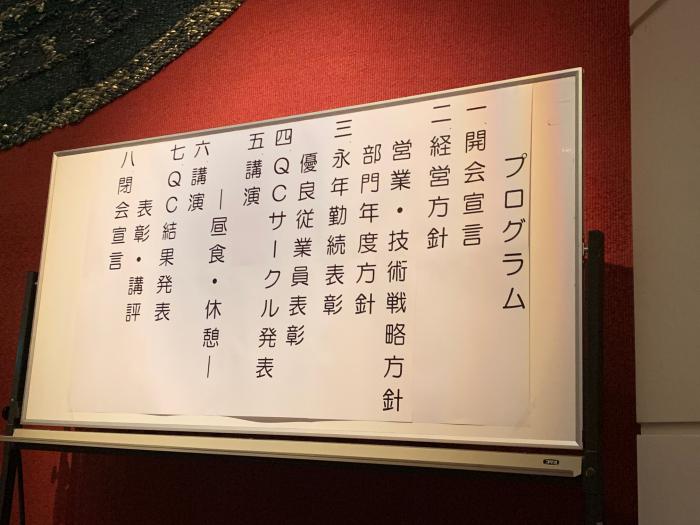 プログラム
一.開会宣言
二.経営方針
営業・技術戦略方針
部門年度方針
三.永年勤続表彰
優良従業員表彰
四.QCサークル発表
五.講演
―昼食・休憩―
六.講演
七.QC結果発表
表彰・講評
八.閉会宣言